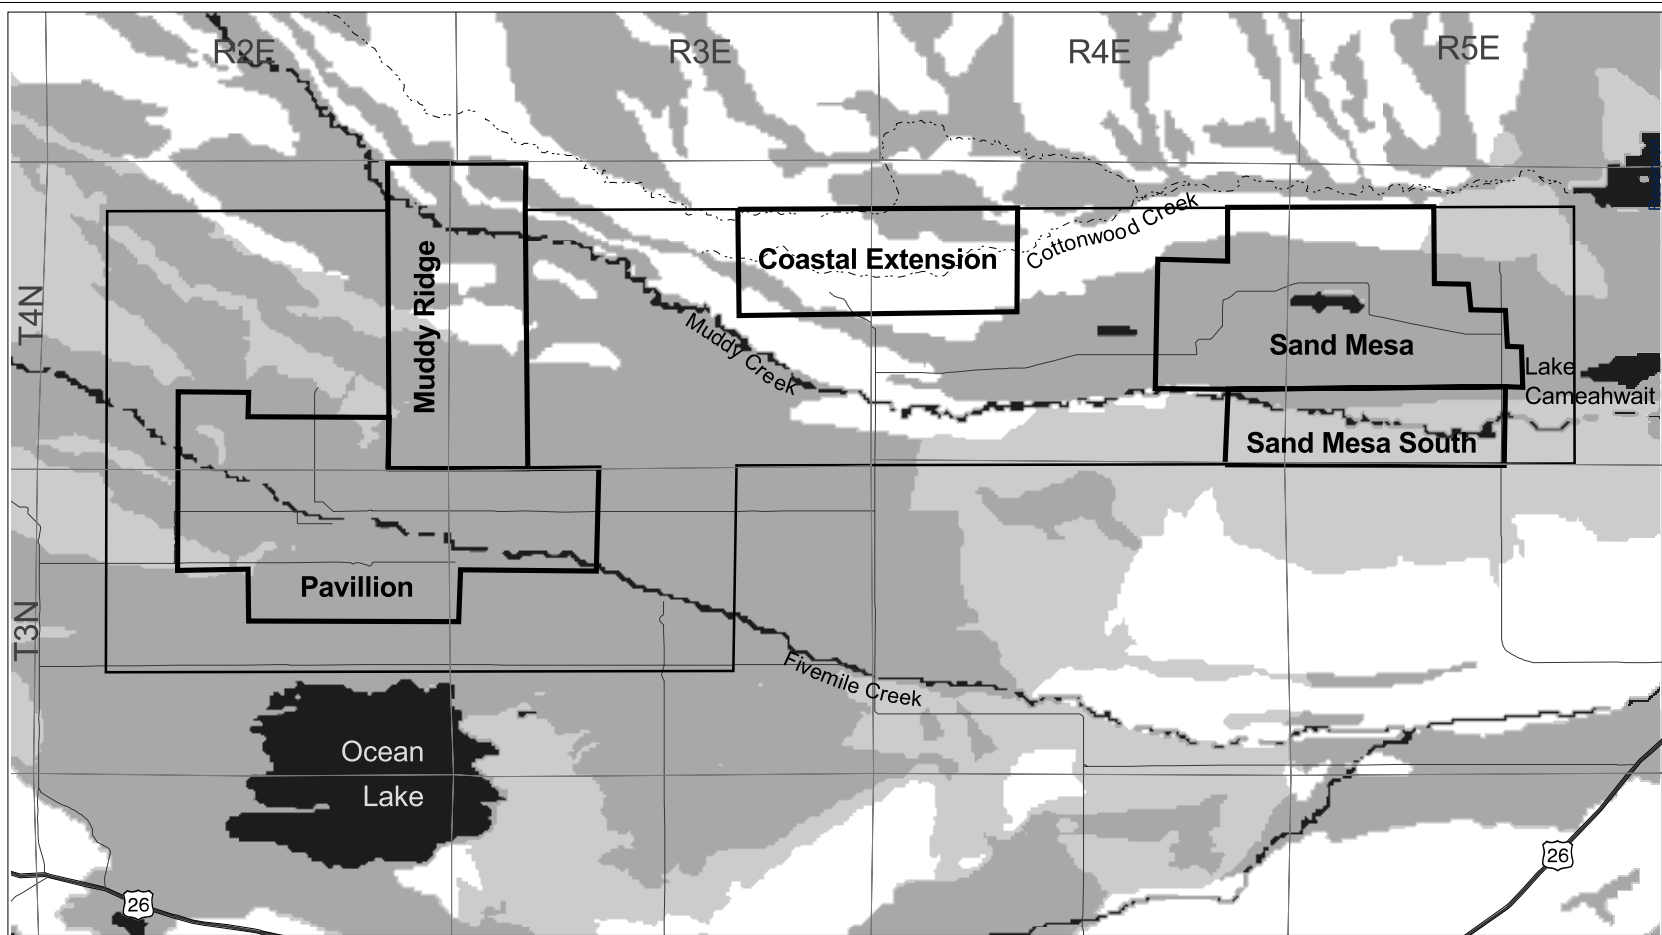 R2E
R3E
R4E
R5E
T4N
T3N
Muddy Ridge
Coastal Extension
Cottonwood Creek
Muddy Creek
Sand Mesa
Lake
Cameahwait
Sand Mesa South
Pavillion
Fivemile Creek
Ocean
Lake
26
26